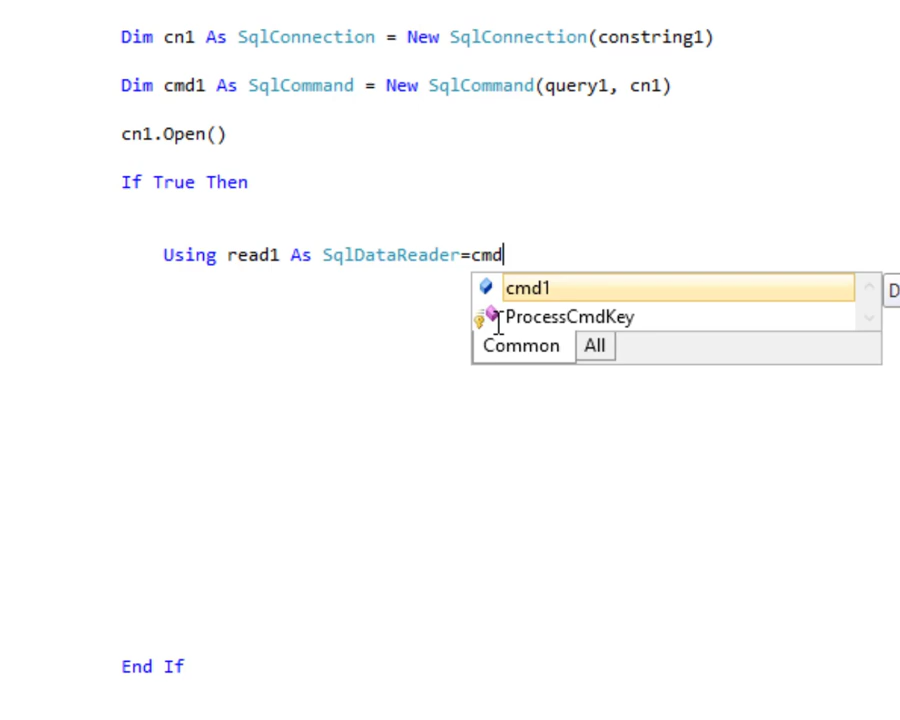 Dim cn1 As SqlConnection = New SqlConnection(constring1)
Dim cmd1 As SqlCommand = New SqlCommand(query1, cn1)
cn1.Open()
If True Then
Using read1 As SqlDataReader=cmd
cmd1
D
ProcessCmdKey
Common All
End If